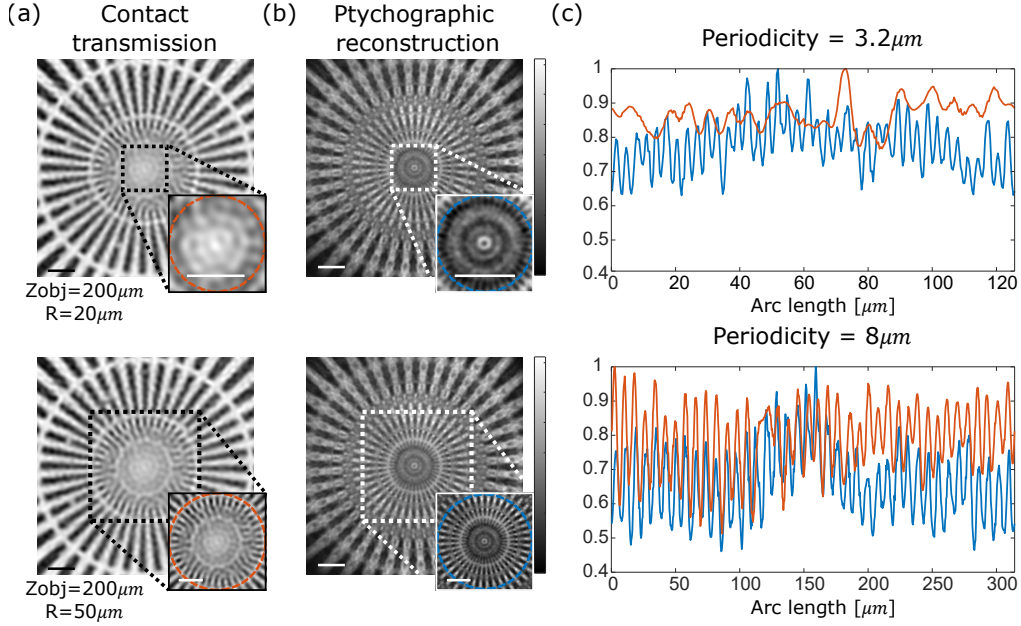 (a)
Contact
transmission
(b)
Ptychographic
reconstruction
(c)
Zobj=200μm
R=20μm
Zobj=200μm
R=50μm
Periodicity = 3.2μm
1
0.9
0.8
0.7
0.6
0.5
0.4
0 20 40 60 80 100 120
Arc length [μm]
Periodicity = 8μm
1
0.9
0.8
0.7
0.6
0.5
0.4
0 50 100 150 200 250 300
Arc length [μm]